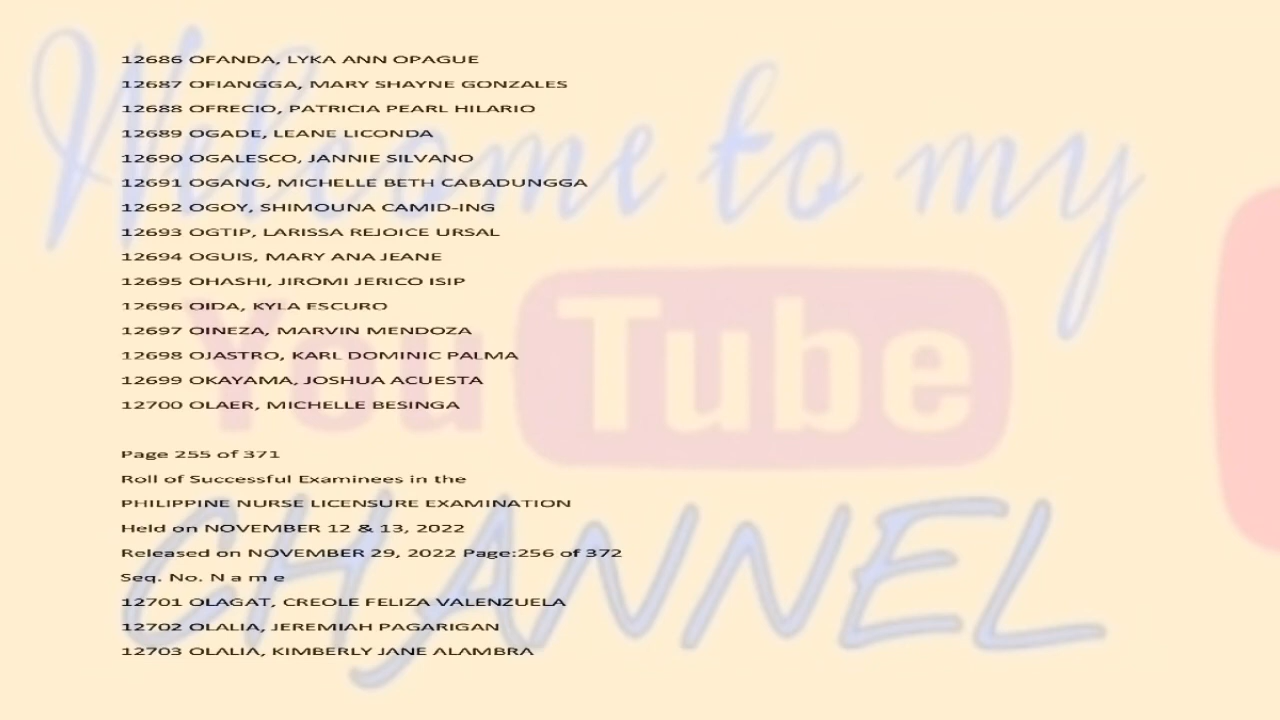 Welcome to my
You Tube
CHANNEL
12686 OFANDA, LYKA ANN OPAGUE
12687 OFIANGGA, MARY SHAYNE GONZALES
12688 OFRECIO, PATRICIA PEARL HILARIO
12689 OGADE, LEANE LICONDA
12690 OGALESCO, JANNIE SILVANO
12691 OGANG, MICHELLE BETH CABADUNGGA
12692 OGOY, SHIMOUNA CAMID-ING
12693 OGTIP, LARISSA REJOICE URSAL
12694 OGUIS, MARY ANA JEANE
12695 OHASHI, JIROMI JERICO ISIP
12696 OIDA, KYLA ESCURO
12697 OINEZA, MARVIN MENDOZA
12698 OJASTRO, KARL DOMINIC PALMA
12699 OKAYAMA, JOSHUA ACUESTA
12700 OLAER, MICHELLE BESINGA
Page 255 of 371
Roll of Successful Examinees in the
PHILIPPINE NURSE LICENSURE EXAMINATION
Held on NOVEMBER 12 & 13, 2022
Released on NOVEMBER 29, 2022 Page:256 of 372
Seq. No. N a m e
12701 OLAGAT, CREOLE FELIZA VALENZUELA
12702 OLALIA, JEREMIAH PAGARIGAN
12703 OLALIA, KIMBERLY JANE ALAMBRA